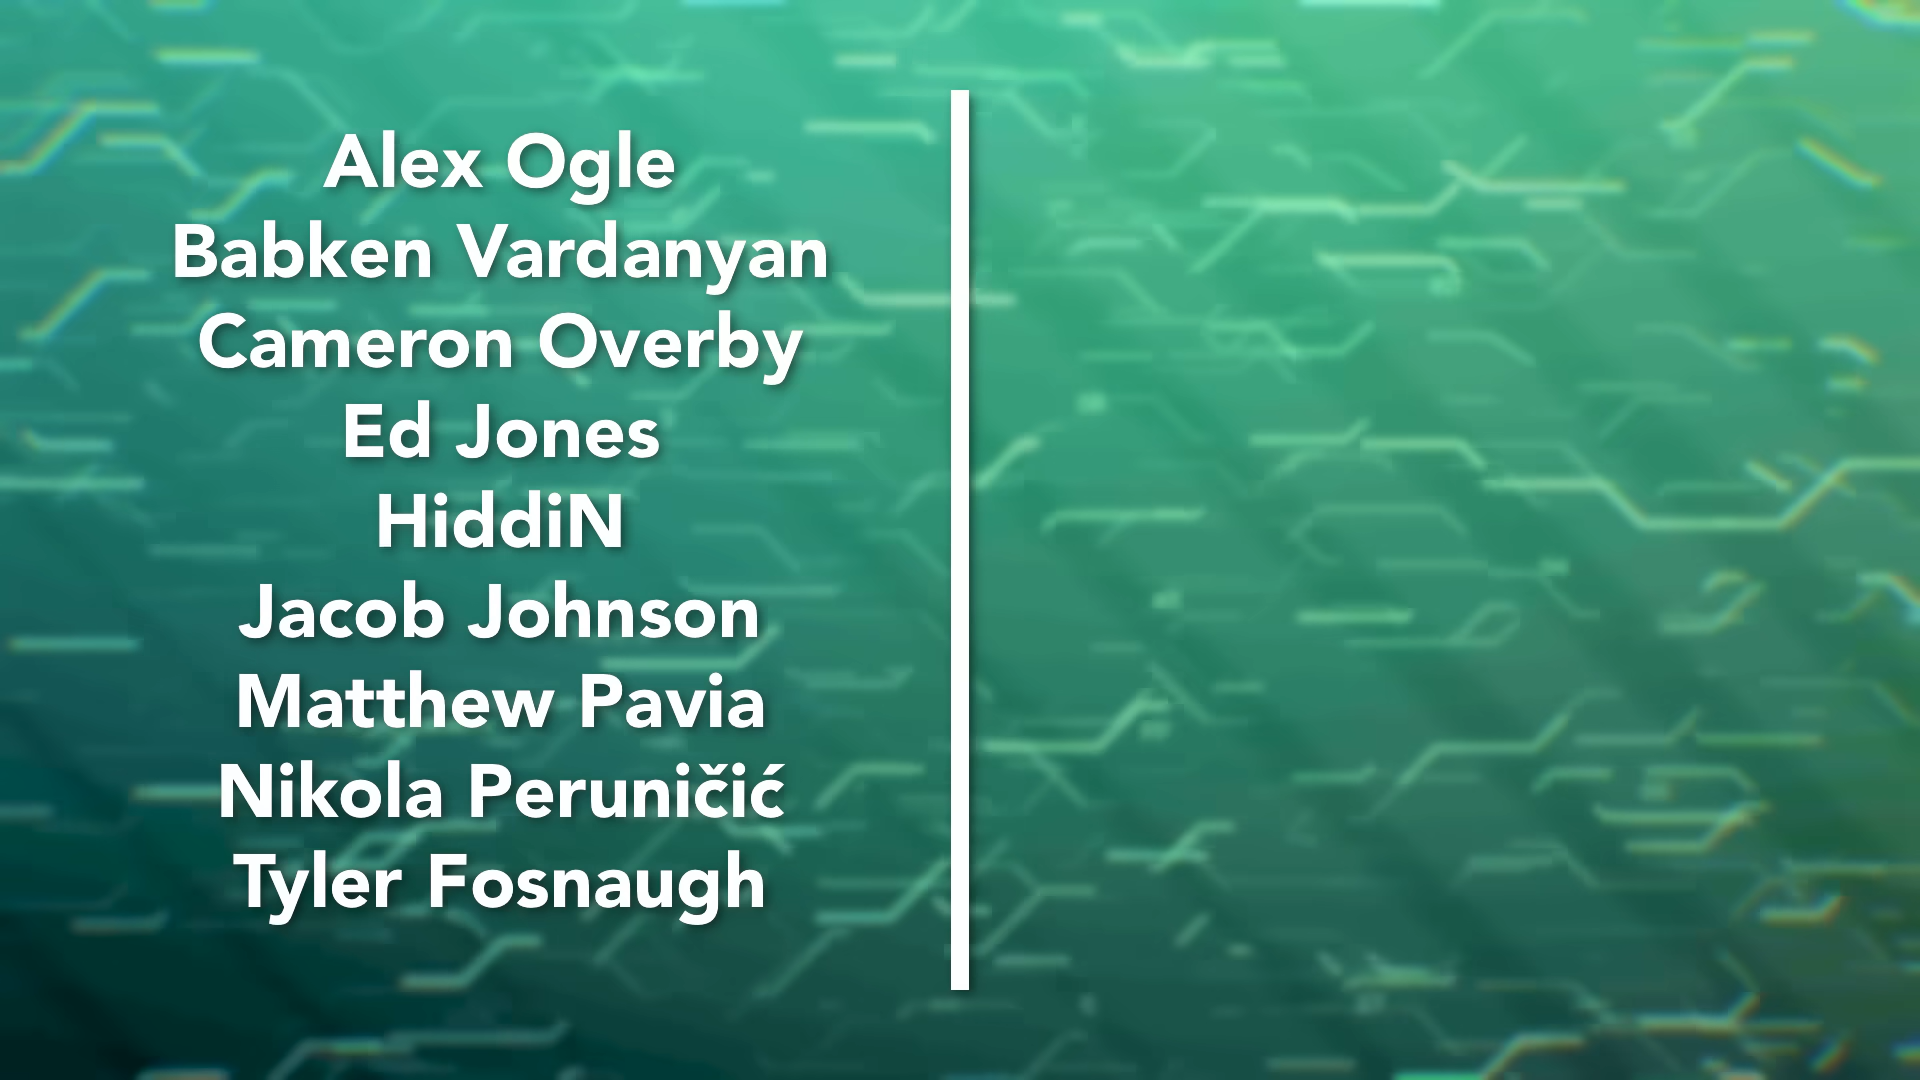 Alex Ogle
Babken Vardanyan
Cameron Overby
Ed Jones
HiddiN
Jacob Johnson
Matthew Pavia
Nikola Peruničić
Tyler Fosnaugh